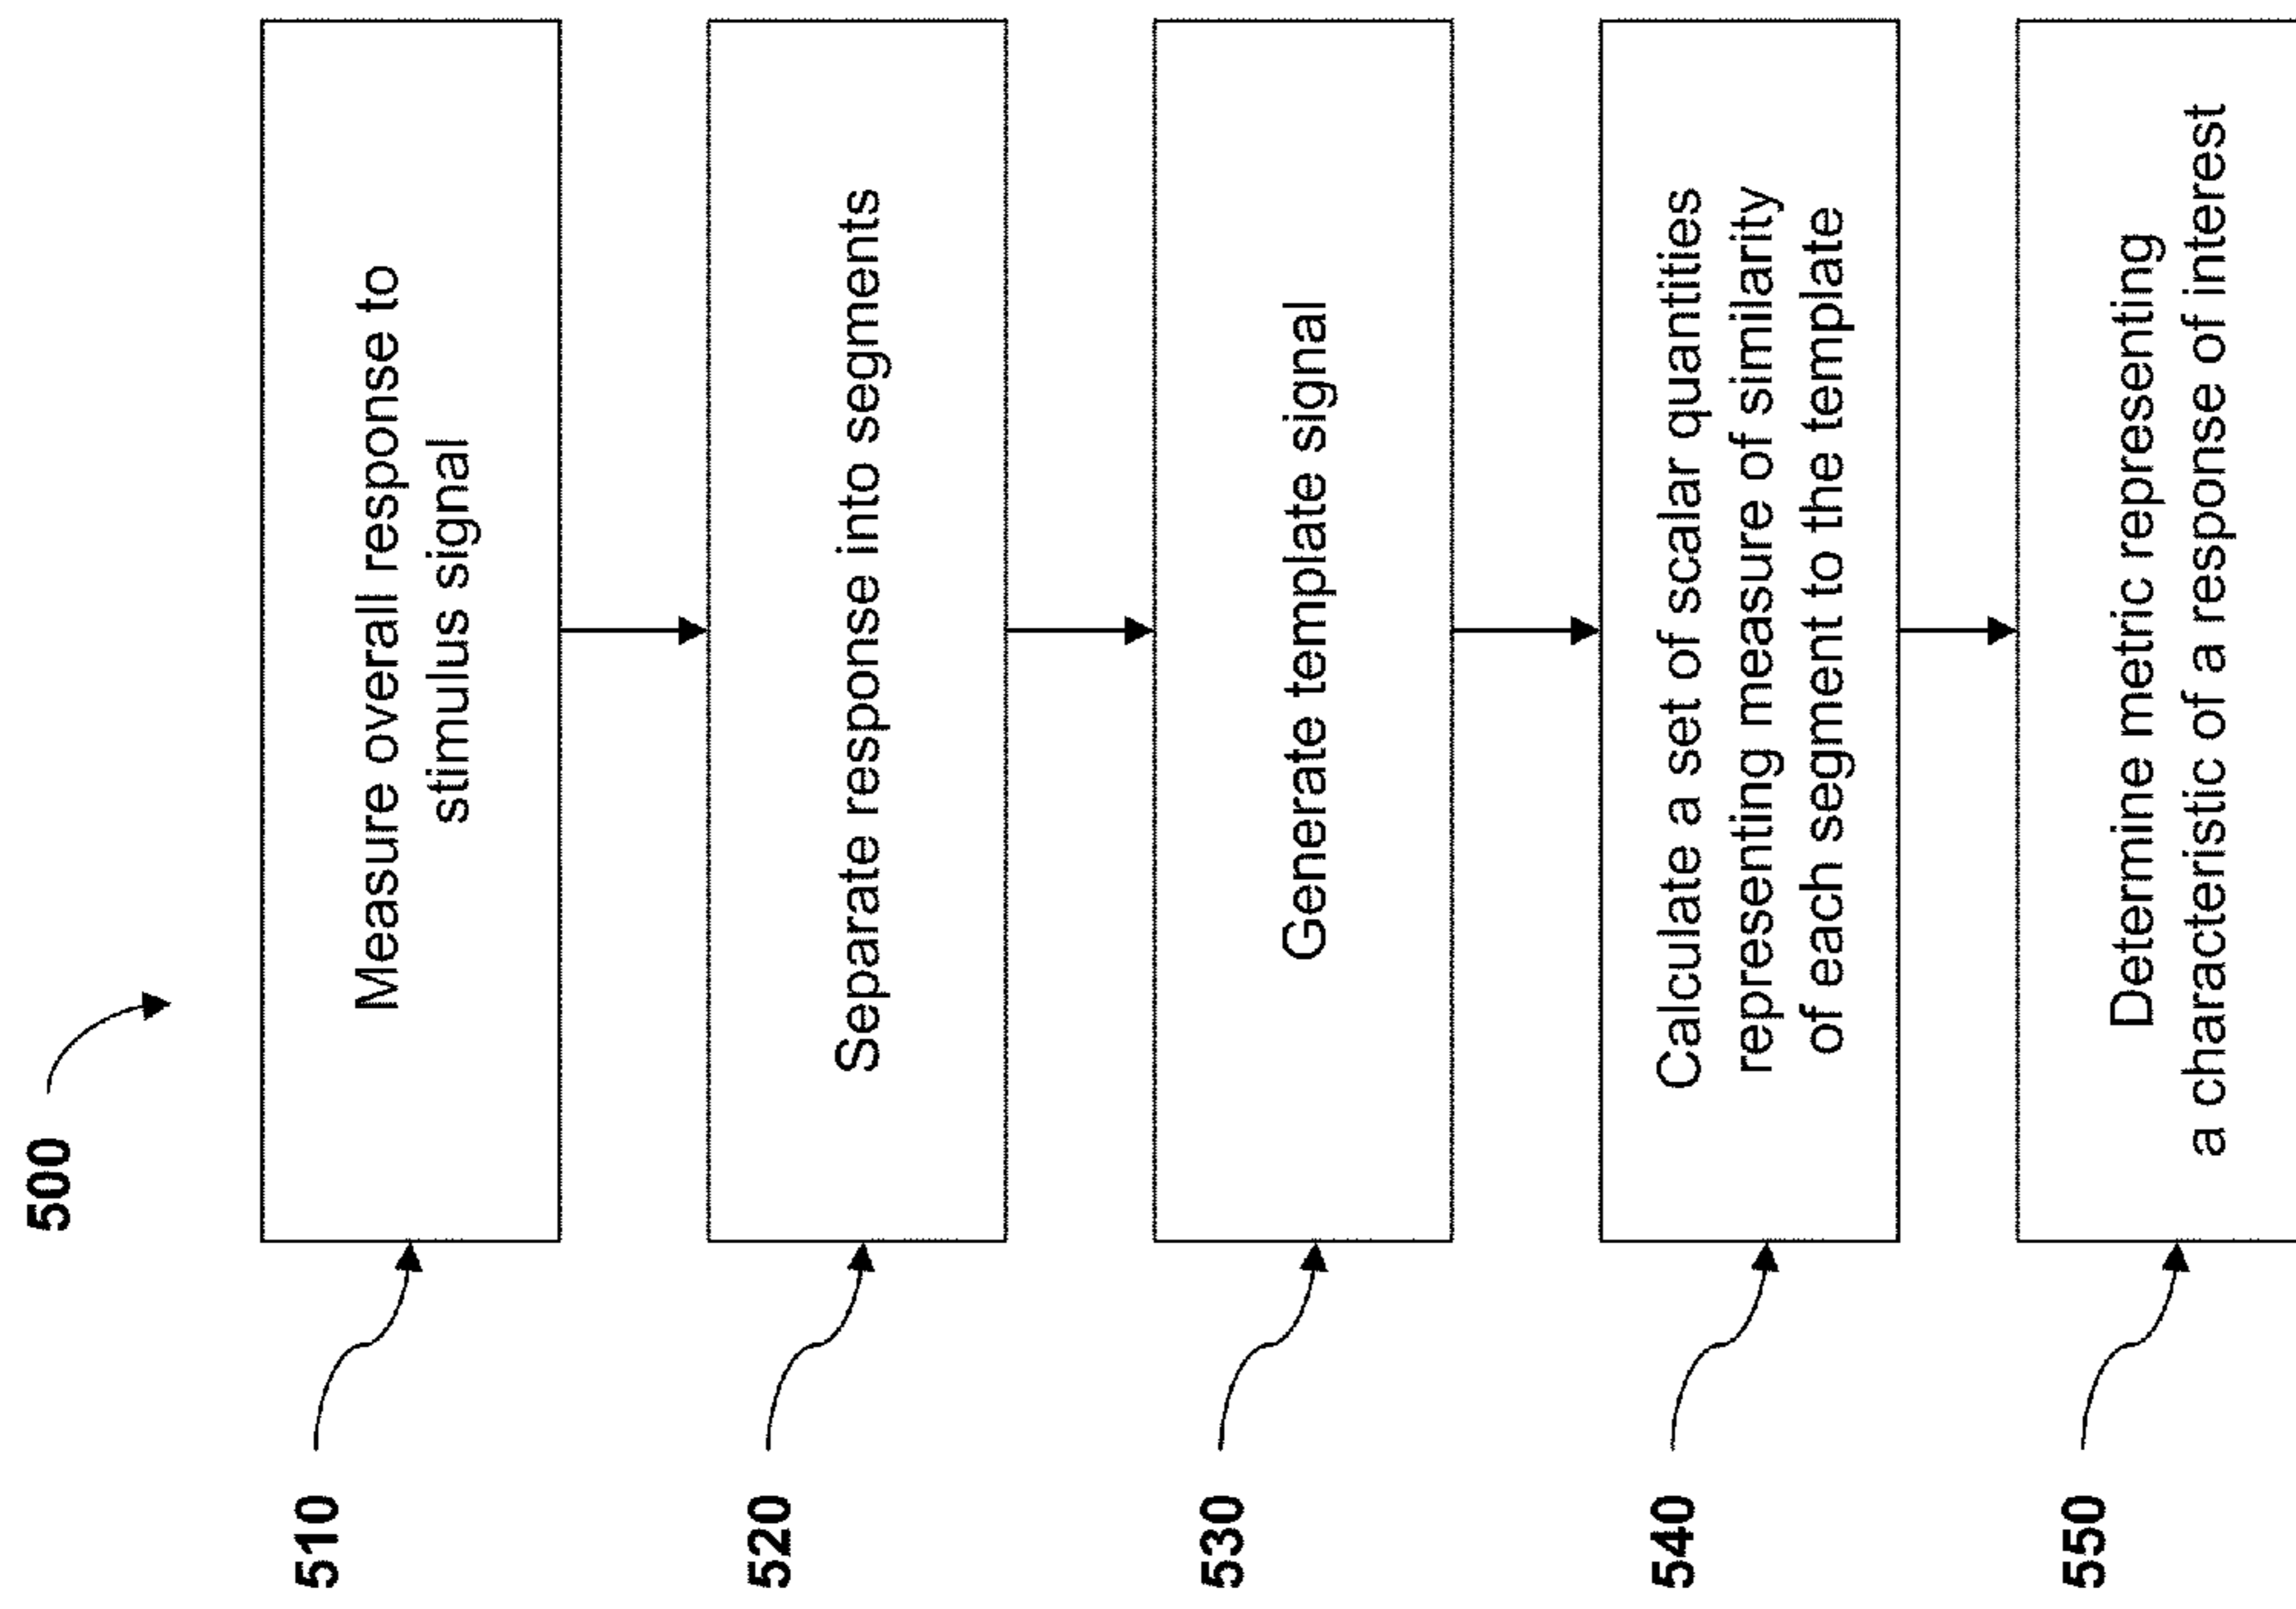 500
510
Measure overall response to
stimulus signal
520
Separate response into segments
530
Generate template signal
540
Calculate a set of scalar quantities
representing measure of similarity
of each segment to the template
550
Determine metric representing
a characteristic of a response of interest